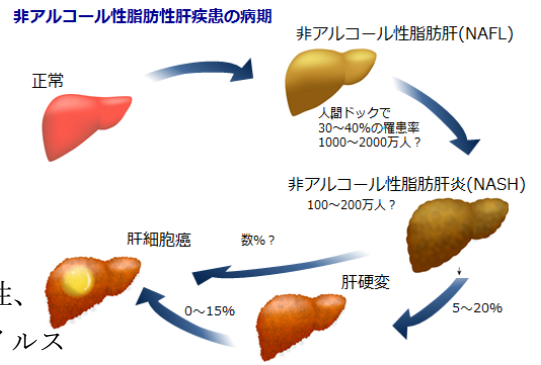 非アルコール性脂肪性肝疾患の病期
非アルコール性脂肪肝(NAFL)
正常
人間ドックで
30～40%の罹患率
1000～2000万人？
非アルコール性脂肪肝炎(NASH)
100～200万人？
肝細胞癌
数%？
肝硬変
性、
0～15%
5～20%
イルス